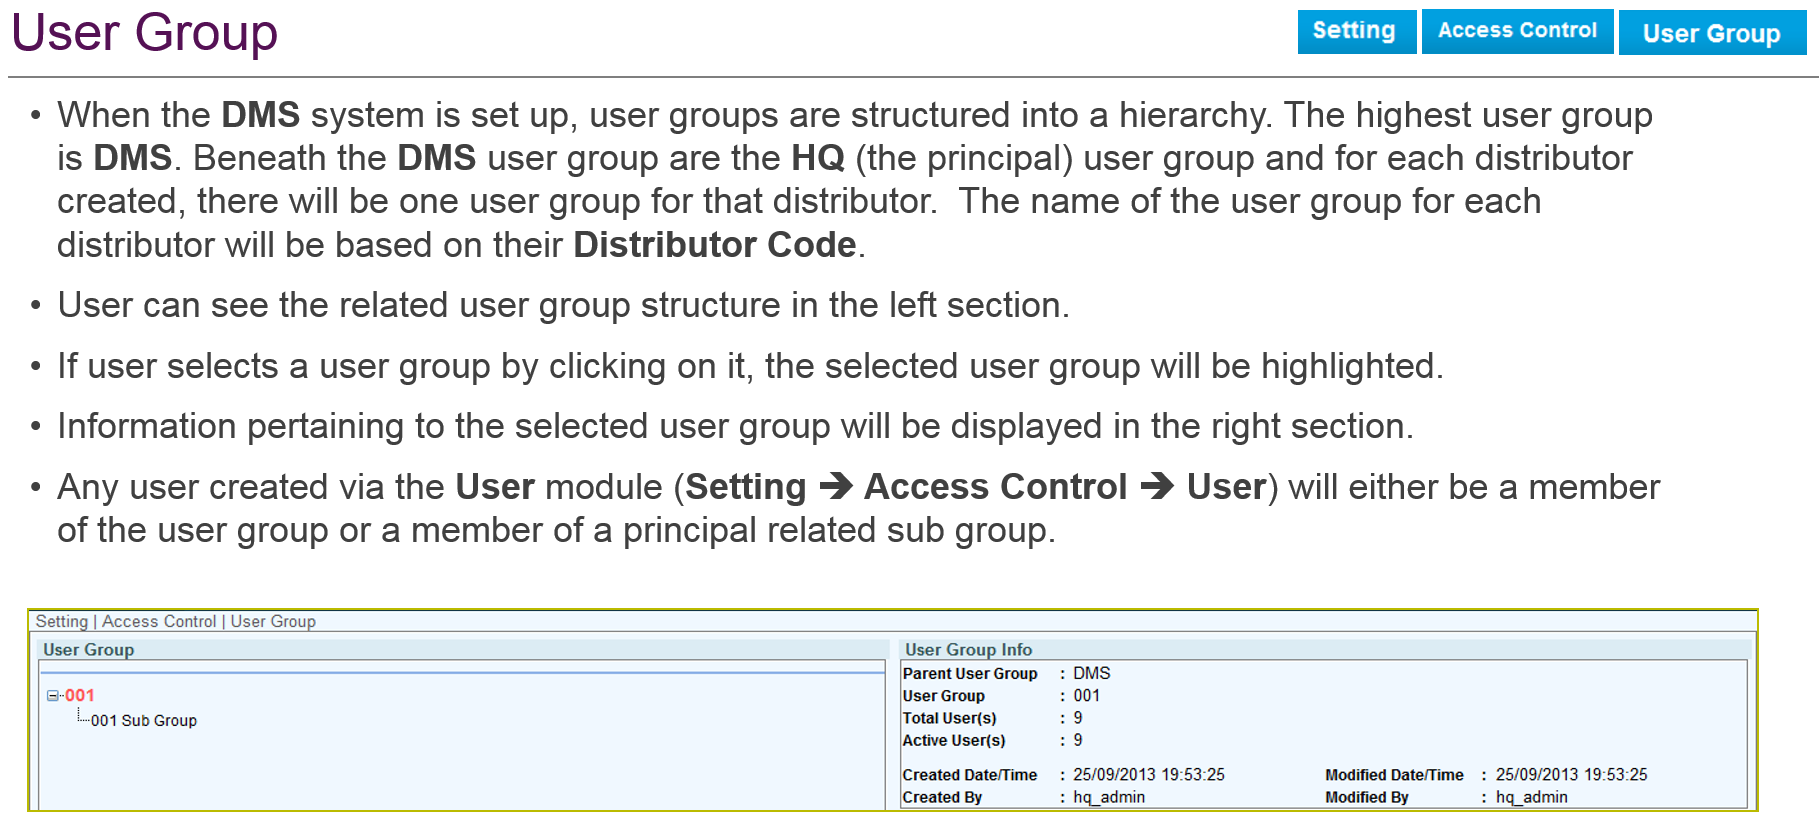 User Group
Setting
Access Control
User Group
• When the DMS system is set up, user groups are structured into a hierarchy. The highest user group
is DMS. Beneath the DMS user group are the HQ (the principal) user group and for each distributor
created, there will be one user group for that distributor.  The name of the user group for each
distributor will be based on their Distributor Code.
• User can see the related user group structure in the left section.
• If user selects a user group by clicking on it, the selected user group will be highlighted.
• Information pertaining to the selected user group will be displayed in the right section.
• Any user created via the User module (Setting ➔ Access Control ➔ User) will either be a member
of the user group or a member of a principal related sub group.
Setting | Access Control | User Group
User Group
001
001 Sub Group
User Group Info
Parent User Group : DMS
User Group : 001
Total User(s) : 9
Active User(s) : 9
Created Date/Time : 25/09/2013 19:53:25 Modified Date/Time : 25/09/2013 19:53:25
Created By : hq_admin Modified By : hq_admin